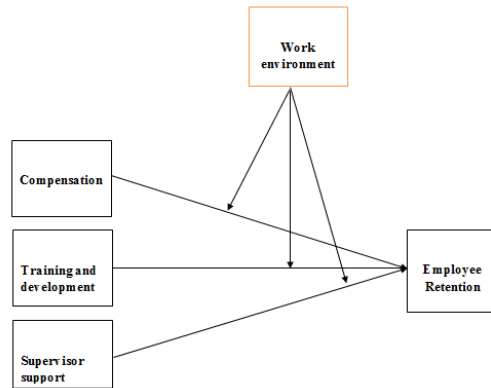 Work
environment
Compensation
Training and
development
Employee
Retention
Supervisor
support